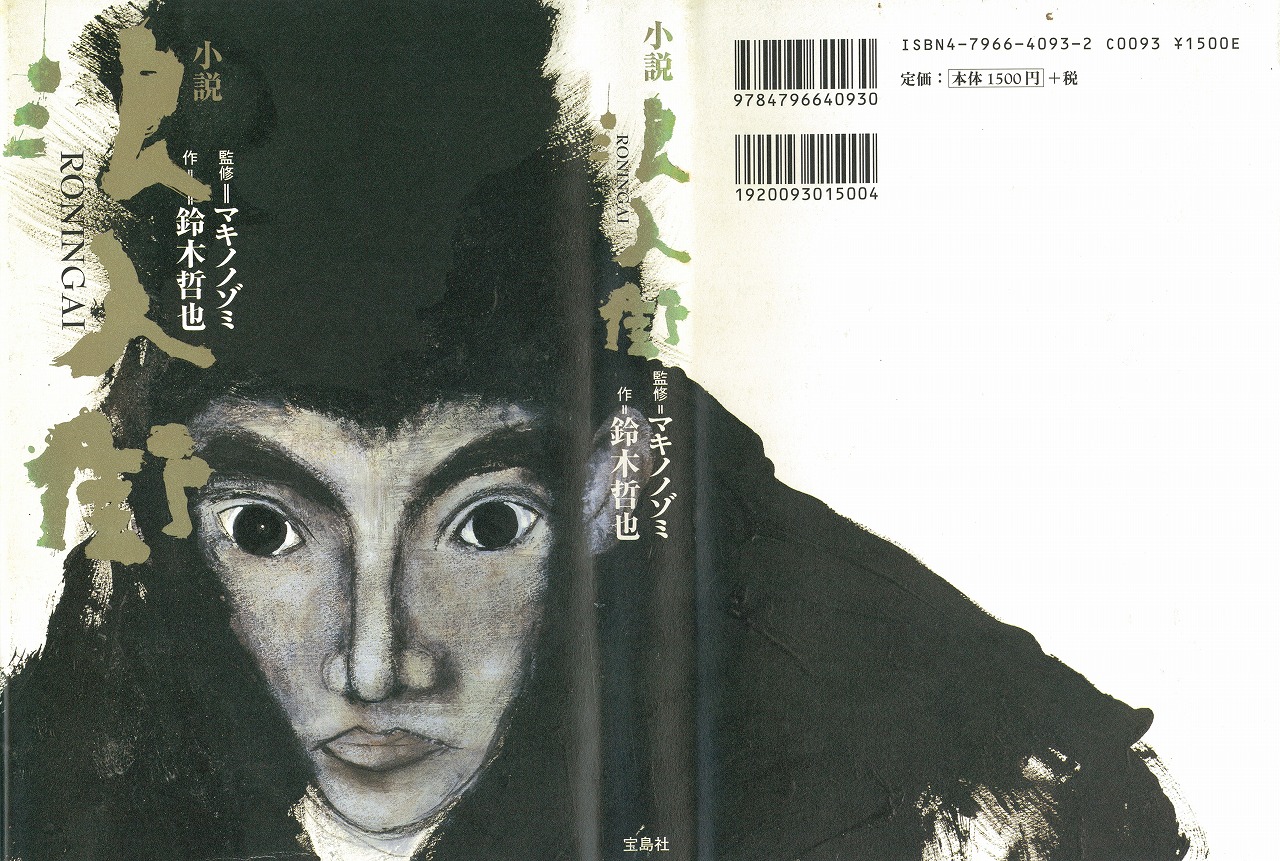 小説
浪人街
RONINGAI
監修=マキノノゾミ
作=鈴木哲也
小説
浪人街
RONINGAI
監修=マキノノゾミ
作=鈴木哲也
宝島社
9784796640930
1920093015004
ISBN4-7966-4093-2 C0093 ¥1500E
定価:本体1500円+税